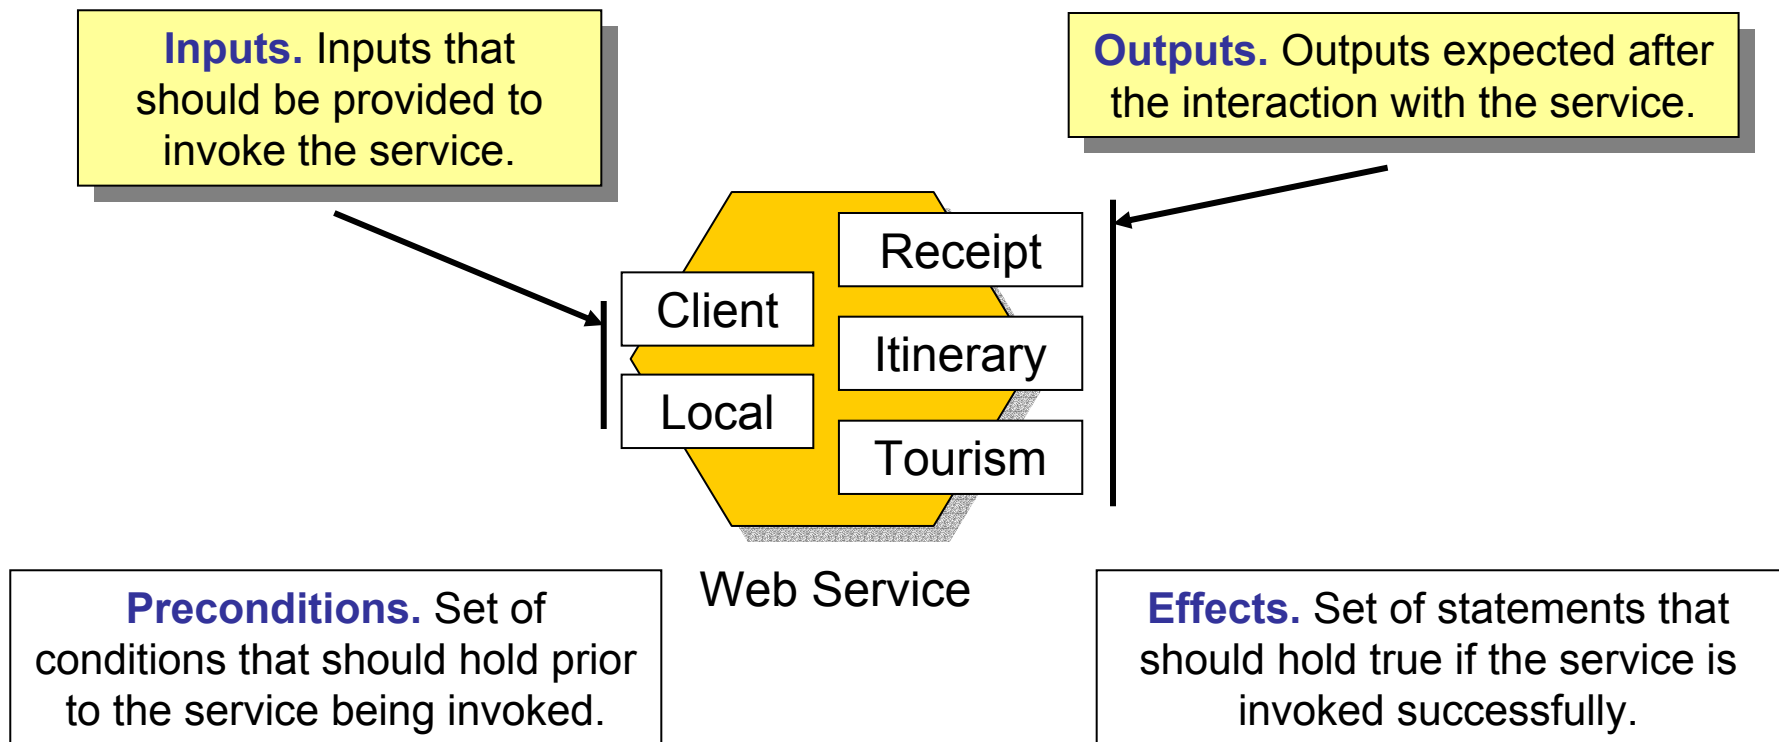 Inputs. Inputs that
should be provided to
invoke the service.
Outputs. Outputs expected after
the interaction with the service.
Client
Local
Receipt
Itinerary
Tourism
Web Service
Preconditions. Set of
conditions that should hold prior
to the service being invoked.
Effects. Set of statements that
should hold true if the service is
invoked successfully.